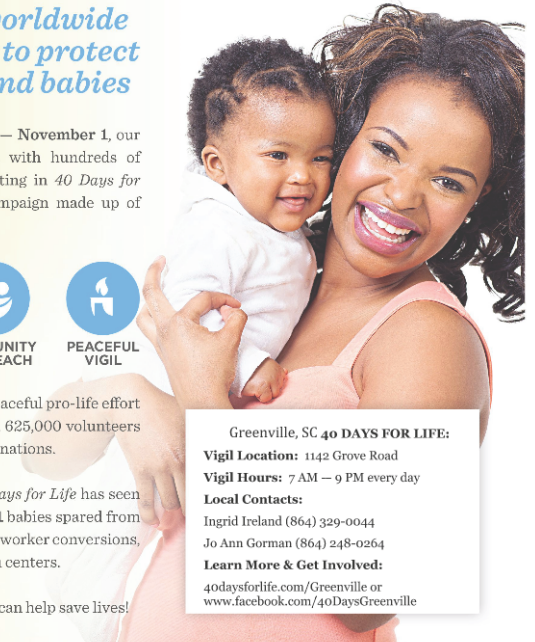 orldwide
to protect
nd babies
— November 1, our
with hundreds of
ting in 40 Days for
mpaign made up of
UNITY
EACH
PEACEFUL
VIGIL
aceful pro-life effort
625,000 volunteers
nations.
ays for Life has seen
babies spared from
worker conversions,
centers.
can help save lives!
Greenville, SC 40 DAYS FOR LIFE:
Vigil Location: 1142 Grove Road
Vigil Hours: 7 AM — 9 PM every day
Local Contacts:
Ingrid Ireland (864) 329-0044
Jo Ann Gorman (864) 248-0264
Learn More & Get Involved:
40daysforlife.com/Greenville or
www.facebook.com/40DaysGreenville